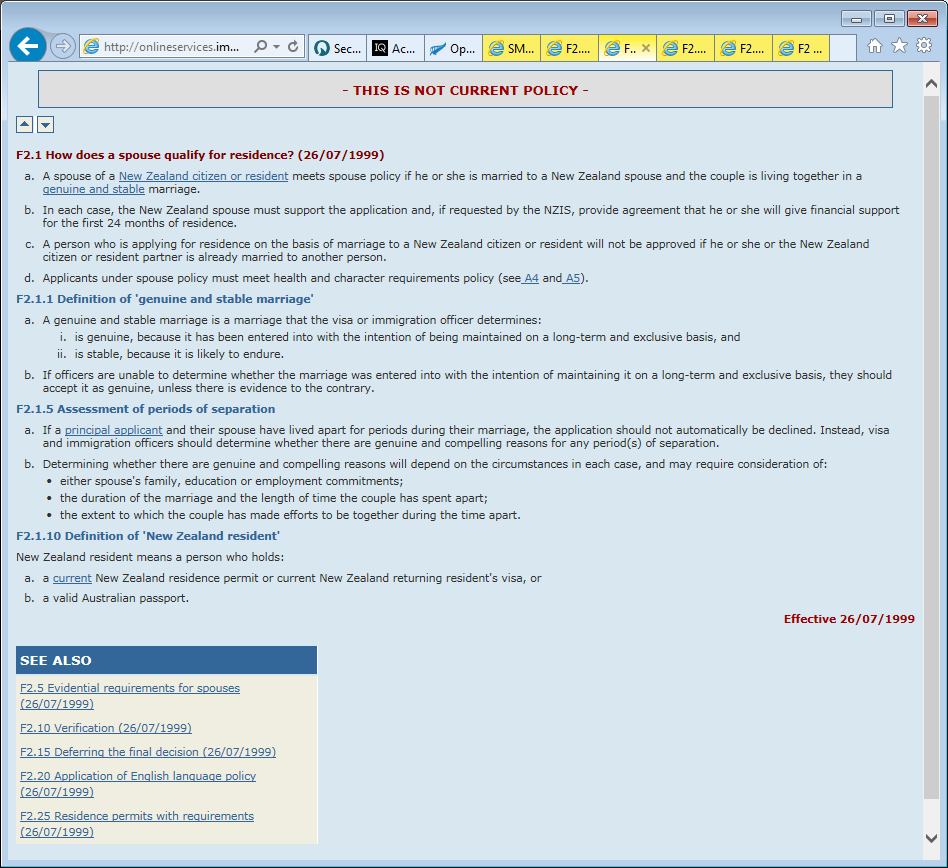 http://onlineservices.im...
Sec...
IQ Ac...
Op...
SM...
F2....
F..
F2....
F2....
F2 ...
- THIS IS NOT CURRENT POLICY -
F2.1 How does a spouse qualify for residence? (26/07/1999)
a. A spouse of a New Zealand citizen or resident meets spouse policy if he or she is married to a New Zealand spouse and the couple is living together in a
genuine and stable marriage.
b. In each case, the New Zealand spouse must support the application and, if requested by the NZIS, provide agreement that he or she will give financial support
for the first 24 months of residence.
c. A person who is applying for residence on the basis of marriage to a New Zealand citizen or resident will not be approved if he or she or the New Zealand
citizen or resident partner is already married to another person.
d. Applicants under spouse policy must meet health and character requirements policy (see A4 and A5).
F2.1.1 Definition of 'genuine and stable marriage'
a. A genuine and stable marriage is a marriage that the visa or immigration officer determines:
i. is genuine, because it has been entered into with the intention of being maintained on a long-term and exclusive basis, and
ii. is stable, because it is likely to endure.
b. If officers are unable to determine whether the marriage was entered into with the intention of maintaining it on a long-term and exclusive basis, they should
accept it as genuine, unless there is evidence to the contrary.
F2.1.5 Assessment of periods of separation
a. If a principal applicant and their spouse have lived apart for periods during their marriage, the application should not automatically be declined. Instead, visa
and immigration officers should determine whether there are genuine and compelling reasons for any period(s) of separation.
b. Determining whether there are genuine and compelling reasons will depend on the circumstances in each case, and may require consideration of:
• either spouse's family, education or employment commitments;
• the duration of the marriage and the length of time the couple has spent apart;
• the extent to which the couple has made efforts to be together during the time apart.
F2.1.10 Definition of 'New Zealand resident'
New Zealand resident means a person who holds:
a. a current New Zealand residence permit or current New Zealand returning resident's visa, or
b. a valid Australian passport.
Effective 26/07/1999
SEE ALSO
F2.5 Evidential requirements for spouses
(26/07/1999)
F2.10 Verification (26/07/1999)
F2.15 Deferring the final decision (26/07/1999)
F2.20 Application of English language policy
(26/07/1999)
F2.25 Residence permits with requirements
(26/07/1999)